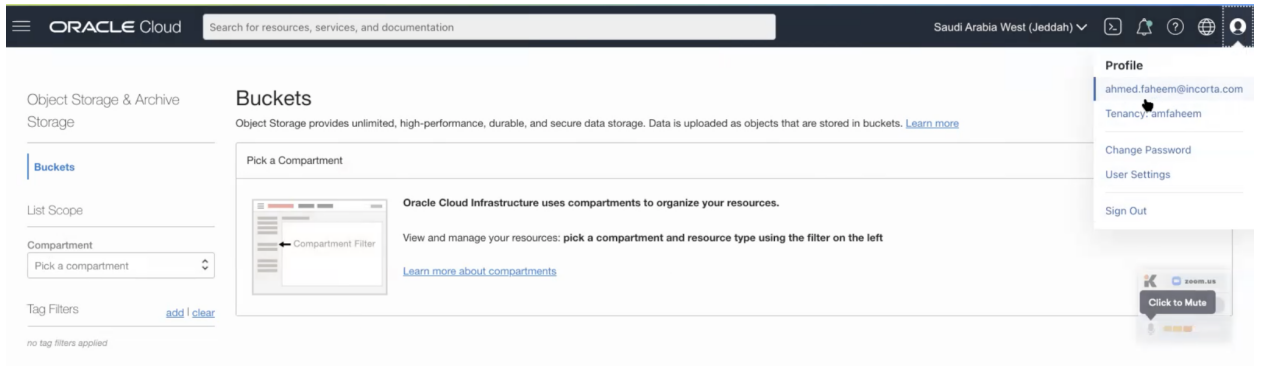 ORACLE Cloud
Search for resources, services, and documentation
Saudi Arabia West (Jeddah)
Profile
ahmed.faheem@incorta.com
Tenancy: amfaheem
Change Password
User Settings
Sign Out
Object Storage & Archive
Storage
Buckets
List Scope
Compartment
Pick a compartment
Tag Filters
add | clear
no tag filters applied
Buckets
Object Storage provides unlimited, high-performance, durable, and secure data storage. Data is uploaded as objects that are stored in buckets. Learn more
Pick a Compartment
Compartment Filter
Oracle Cloud Infrastructure uses compartments to organize your resources.
View and manage your resources: pick a compartment and resource type using the filter on the left
Learn more about compartments
zoom.us
Click to Mute